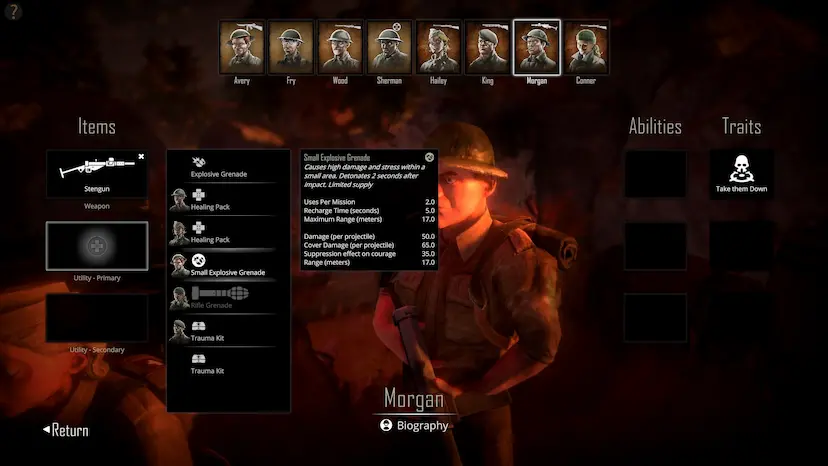 ?
Avery
Fry
Wood
Sherman
Hailey
King
Morgan
Conner
Items
Abilities
Traits
Stengun
Weapon
Utility - Primary
Utility - Secondary
Explosive Grenade
Healing Pack
Healing Pack
Small Explosive Grenade
Rifle Grenade
Trauma Kit
Trauma Kit
Small Explosive Grenade
Causes high damage and stress within a
small area. Detonates 2 seconds after
impact. Limited supply
Uses Per Mission 2.0
Recharge Time (seconds) 5.0
Maximum Range (meters) 17.0
Damage (per projectile) 50.0
Cover Damage (per projectile) 65.0
Suppression effect on courage 35.0
Range (meters) 17.0
Take them Down
Morgan
Biography
Return